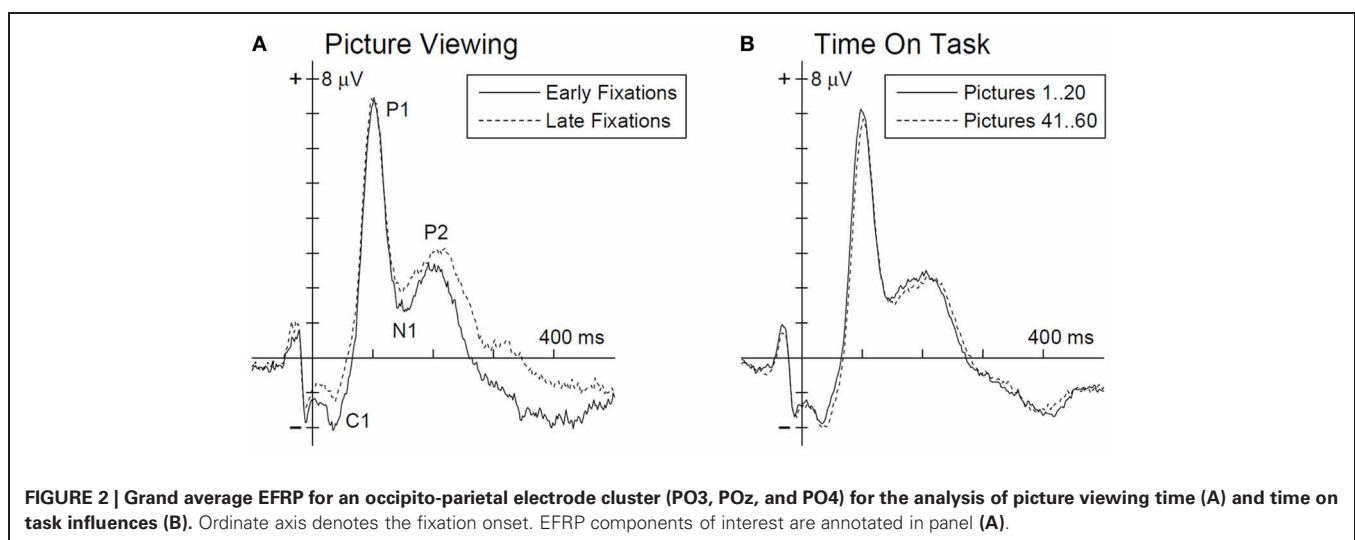 A Picture Viewing
+ 8 μV
Early Fixations
Late Fixations
P1
P2
N1
400 ms
C1
–
B Time On Task
+ 8 μV
Pictures 1..20
Pictures 41..60
400 ms
–
FIGURE 2 | Grand average EFRP for an occipito-parietal electrode cluster (PO3, POz, and PO4) for the analysis of picture viewing time (A) and time on
task influences (B). Ordinate axis denotes the fixation onset. EFRP components of interest are annotated in panel (A).